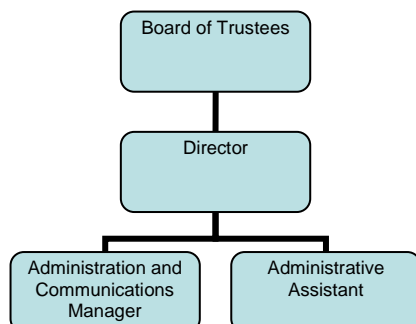 Board of Trustees
Director
Administration and
Communications
Manager
Administrative
Assistant